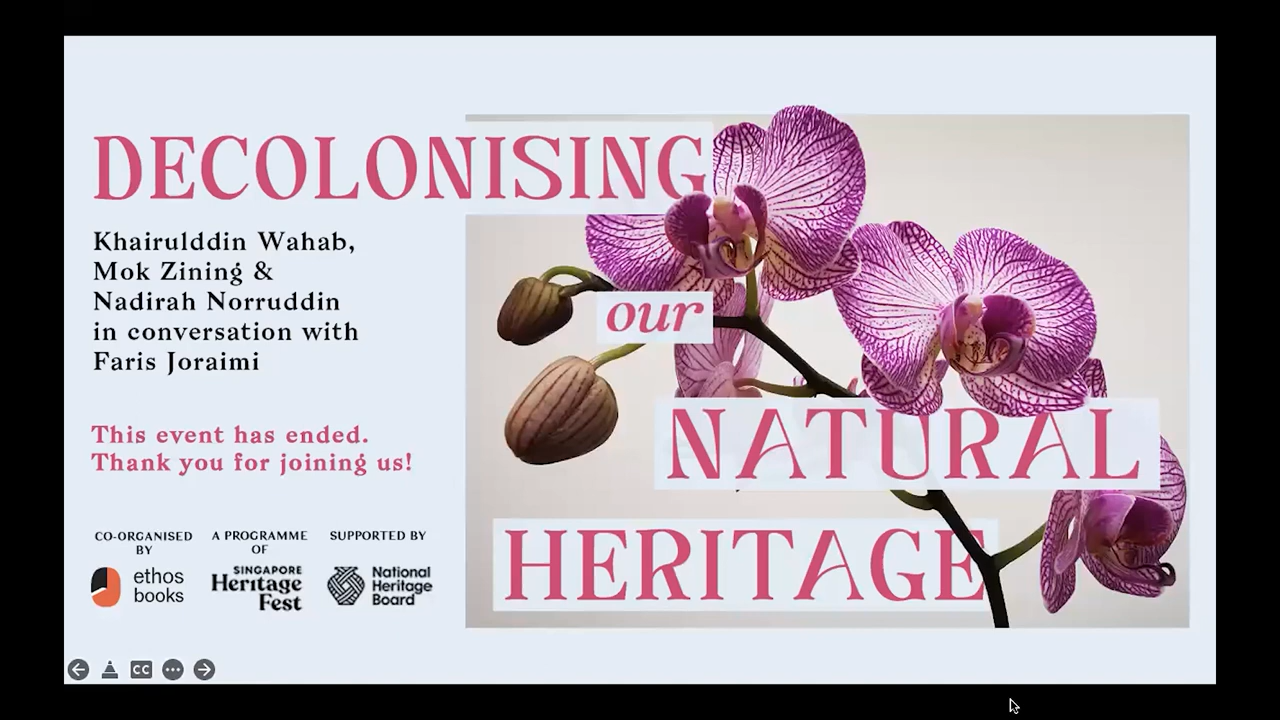 DECOLONISING
our
NATURAL
HERITAGE
Khairulddin Wahab,
Mok Zining &
Nadirah Norruddin
in conversation with
Faris Joraimi
This event has ended.
Thank you for joining us!
CO-ORGANISED
BY
ethos
books
A PROGRAMME
OF
SINGAPORE
Heritage
Fest
SUPPORTED BY
National
Heritage
Board
CC